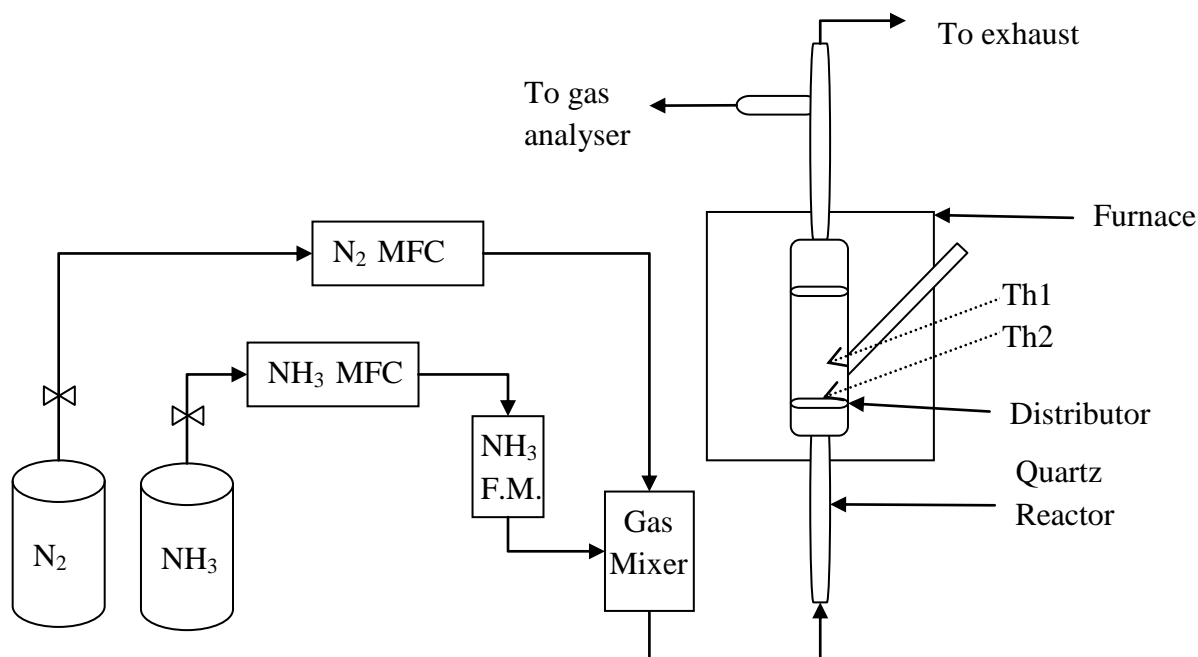 To exhaust
To gas
analyser
Furnace
N₂ MFC
Th1
Th2
NH₃ MFC
Distributor
NH₃
F.M.
Quartz
Reactor
Gas
Mixer
N₂
NH₃